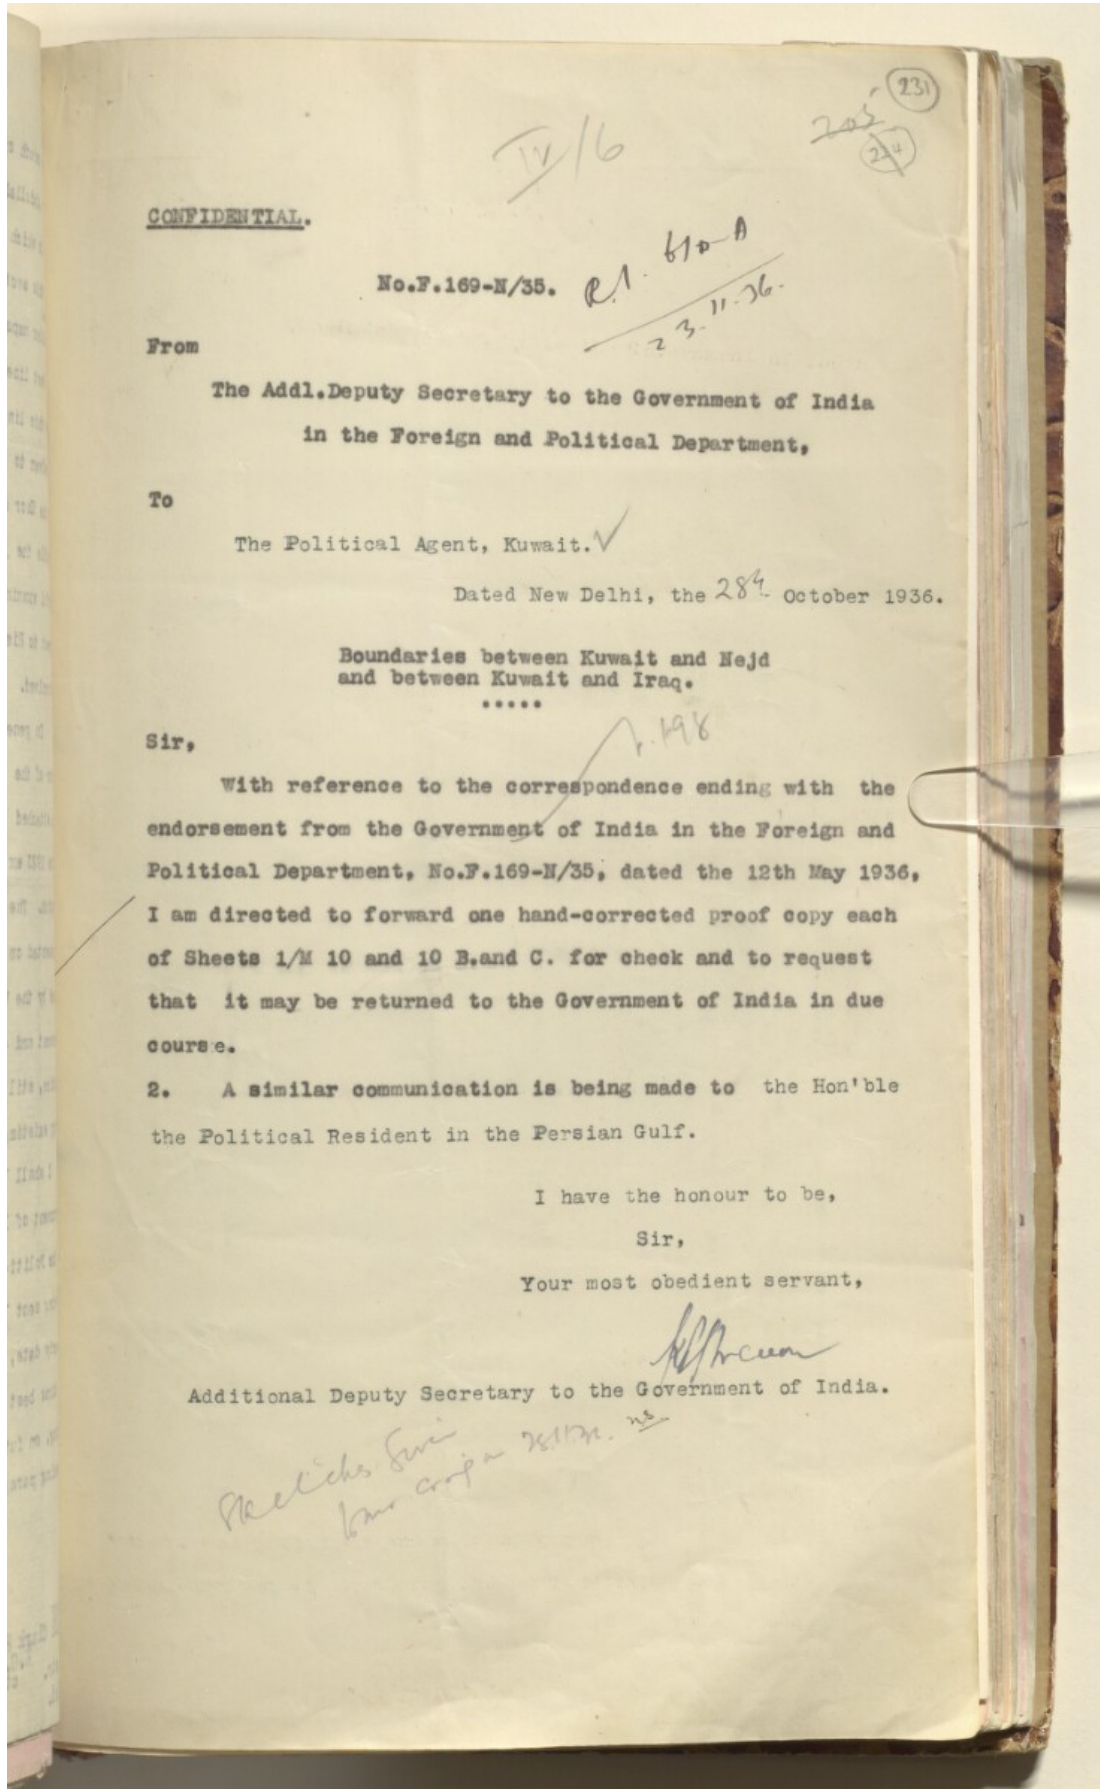 231
205
224
IV/6
CONFIDENTIAL.
No.F.169-N/35.
R.I. 610-A
23.11.36.
From
The Addl.Deputy Secretary to the Government of India
in the Foreign and Political Department,
To
The Political Agent, Kuwait. ✓
Dated New Delhi, the 28th October 1936.
Boundaries between Kuwait and Nejd
and between Kuwait and Iraq.
.....
p.198
Sir,
With reference to the correspondence ending with the
endorsement from the Government of India in the Foreign and
Political Department, No.F.169-N/35, dated the 12th May 1936,
I am directed to forward one hand-corrected proof copy each
of Sheets 1/M 10 and 10 B.and C. for check and to request
that it may be returned to the Government of India in due
course.
2. A similar communication is being made to the Hon'ble
the Political Resident in the Persian Gulf.
I have the honour to be,
Sir,
Your most obedient servant,
Additional Deputy Secretary to the Government of India.
Sketches